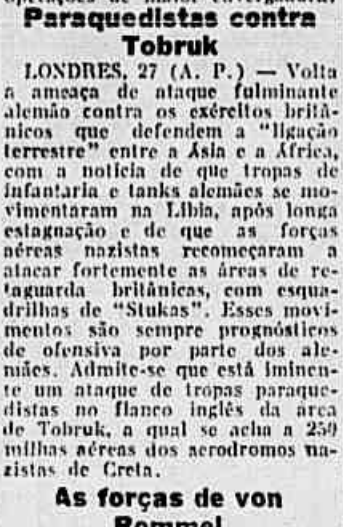 Paraquedistas contra
Tobruk
LONDRES, 27 (A. P.) — Volta
a ameaça de ataque fulminante
alemão contra os exércitos britâ-
nicos que defendem a "ligação
terrestre" entre a Ásia e a África,
com a noticia de que tropas de
infantaria e tanks alemães se mo-
vimentaram na Libia, após longa
estagnação e de que as forças
aéreas nazistas recomeçaram a
atacar fortemente as áreas de re-
taguarda britânicas, com esqua-
drilhas de "Stukas". Esses movi-
mentos são sempre prognósticos
de ofensiva por parte dos ale-
mães. Admite-se que está iminen-
te um ataque de tropas paraque-
distas no flanco inglês da área
de Tobruk, a qual se acha a 250
milhas aéreas dos aerodromos na-
zistas de Creta.
As forças de von
Rommel